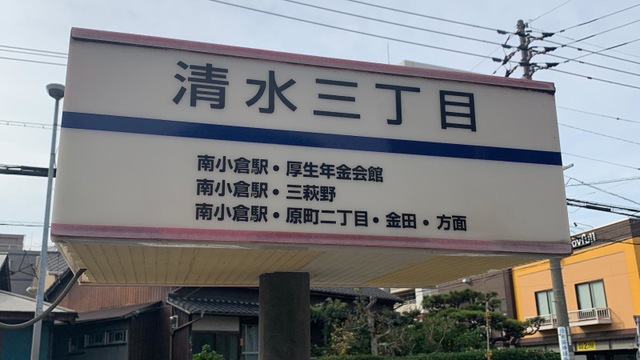 清水三丁目
南小倉駅・厚生年金会館
南小倉駅・三萩野
南小倉駅・原町二丁目・金田・方面